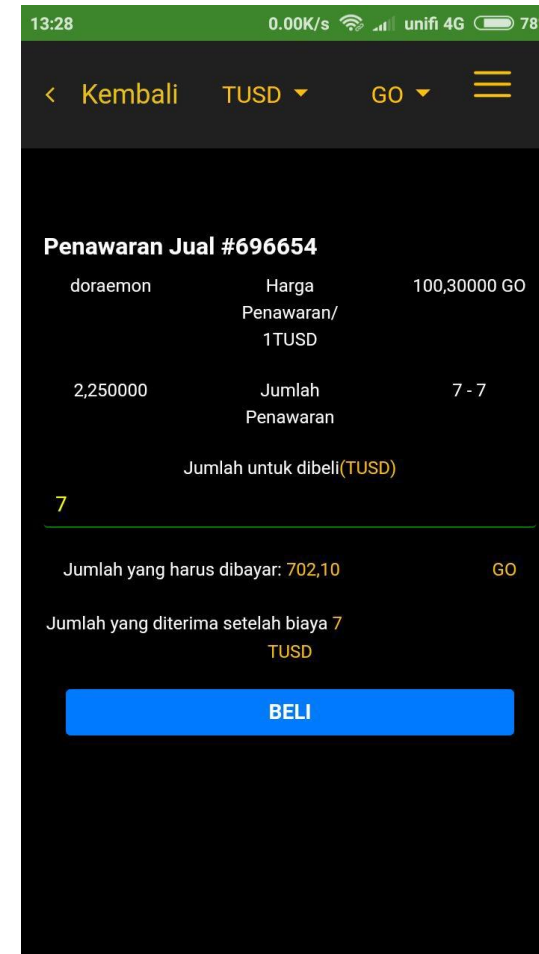 13:28 0.00K/s unifi 4G 78
< Kembali TUSD GO
Penawaran Jual #696654
doraemon Harga 100,30000 GO
Penawaran/
1TUSD
2,250000 Jumlah 7 - 7
Penawaran
Jumlah untuk dibeli(TUSD)
7
Jumlah yang harus dibayar: 702,10 GO
Jumlah yang diterima setelah biaya 7
TUSD
BELI